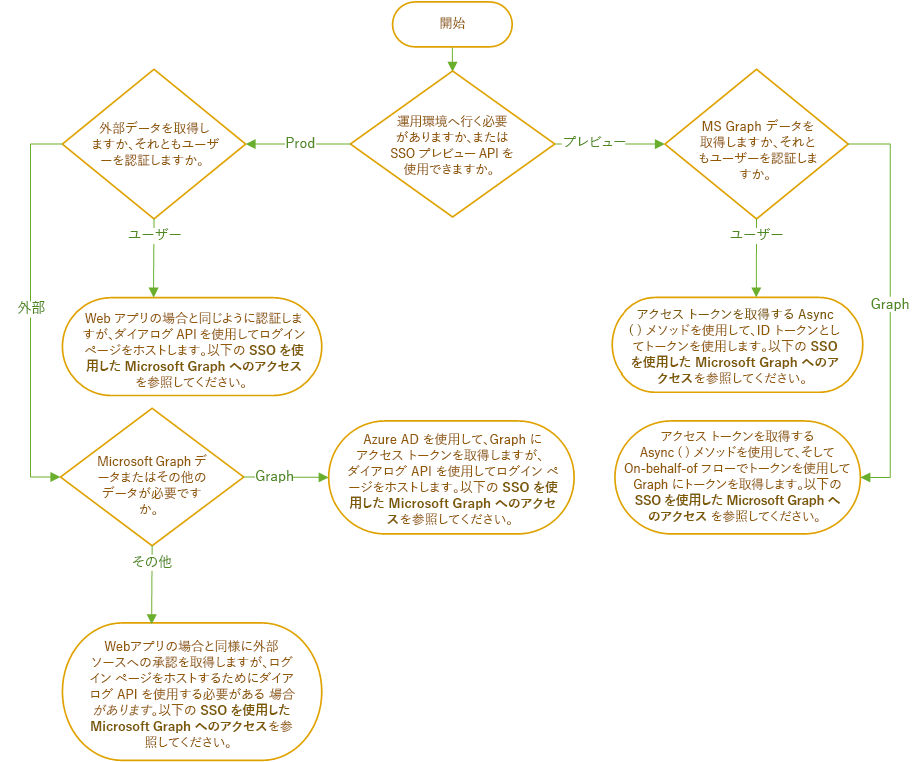 開始
運用環境へ行く必要
がありますか、または
SSO プレビュー API を
使用できますか。
Prod
プレビュー
外部データを取得し
ますか、それともユーザ
ーを認証しますか。
MS Graph データを
取得しますか、それと
もユーザーを認証しま
すか。
ユーザー
ユーザー
外部
Graph
Web アプリの場合と同じように認証しま
すが、ダイアログ API を使用してログイン
ページをホストします。以下の SSO を使
用した Microsoft Graph へのアクセス
を参照してください。
アクセス トークンを取得する Async
( ) メソッドを使用して、ID トークンとし
てトークンを使用します。以下の SSO
を使用した Microsoft Graph へのア
クセスを参照してください。
Microsoft Graph デ
ータまたはその他の
データが必要です
か。
Graph
Azure AD を使用して、Graph に
アクセス トークンを取得しますが、
ダイアログ API を使用してログイン ペ
ージをホストします。以下の SSO を使
用した Microsoft Graph へのアクセ
スを参照してください。
アクセス トークンを取得する
Async ( ) メソッドを使用して、そして
On-behalf-of フローでトークンを使用して
Graph にトークンを取得します。以下の
SSO を使用した Microsoft Graph へ
のアクセス を参照してください。
その他
Webアプリの場合と同様に外部
ソースへの承認を取得しますが、ログ
イン ページをホストするためにダイア
ログ API を使用する必要がある 場合
があります。以下の SSO を使用した
Microsoft Graph へのアクセスを参
照してください。